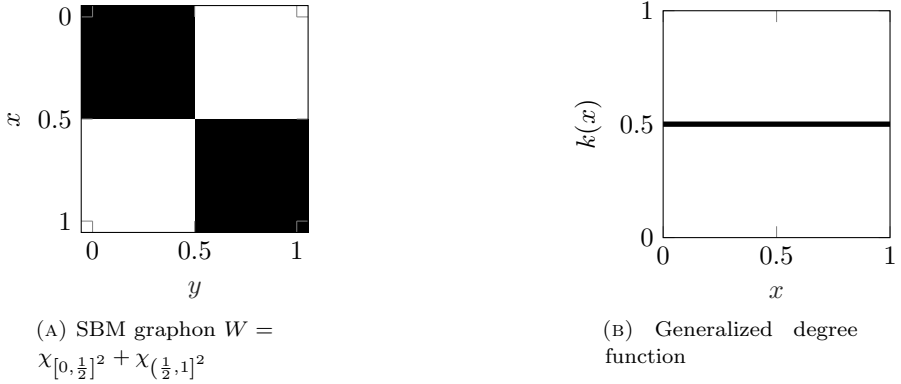 0
0.5
1
x
0 0.5 1
y
(A) SBM graphon W =
χ[0,1/2]² + χ(1/2,1]²
1
0.5
0
k(x)
0 0.5 1
x
(B) Generalized degree
function